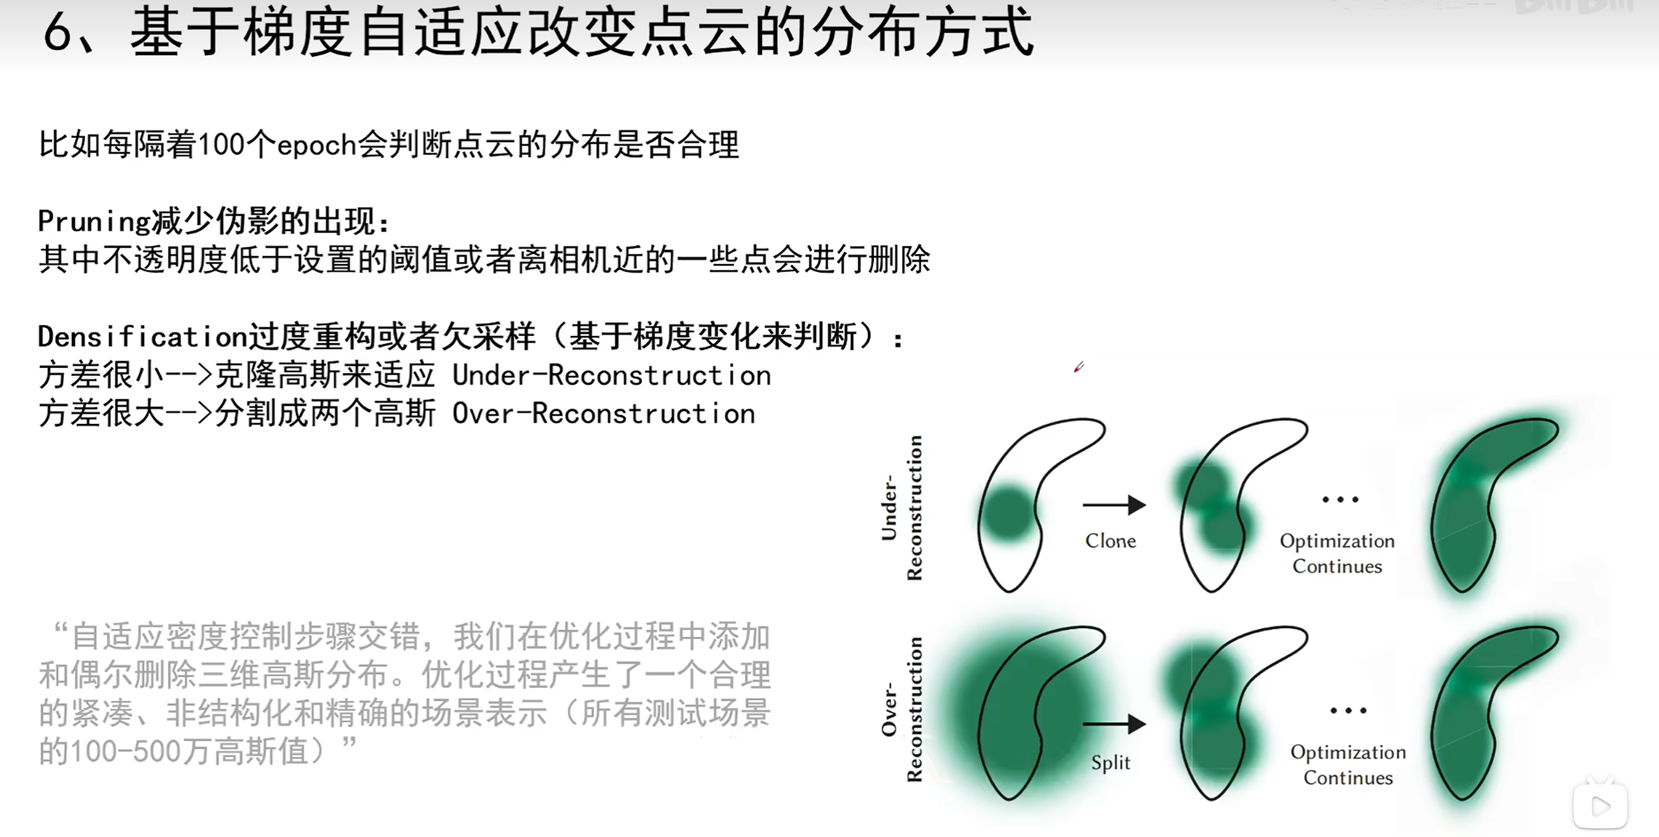 6、基于梯度自适应改变点云的分布方式
比如每隔着100个epoch会判断点云的分布是否合理
Pruning减少伪影的出现：
其中不透明度低于设置的阈值或者离相机近的一些点会进行删除
Densification过度重构或者欠采样（基于梯度变化来判断）：
方差很小-->克隆高斯来适应 Under-Reconstruction
方差很大-->分割成两个高斯 Over-Reconstruction
“自适应密度控制步骤交错，我们在优化过程中添加
和偶尔删除三维高斯分布。优化过程产生了一个合理
的紧凑、非结构化和精确的场景表示（所有测试场景
的100-500万高斯值）”
Under-
Reconstruction
Clone
...
Optimization
Continues
Over-
Reconstruction
Split
...
Optimization
Continues